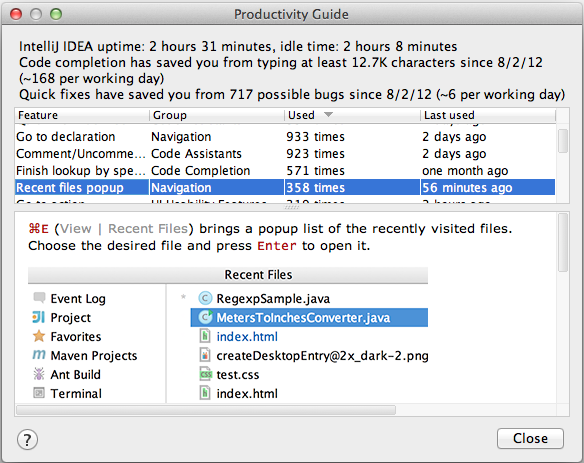 Productivity Guide
IntelliJ IDEA uptime: 2 hours 31 minutes, idle time: 2 hours 8 minutes
Code completion has saved you from typing at least 12.7K characters since 8/2/12
(~168 per working day)
Quick fixes have saved you from 717 possible bugs since 8/2/12 (~6 per working day)
Feature Group Used Last used
Go to declaration Navigation 933 times 2 days ago
Comment/Uncomme... Code Assistants 923 times 2 days ago
Finish lookup by spe... Code Completion 571 times one month ago
Recent files popup Navigation 358 times 56 minutes ago
⌘E (View | Recent Files) brings a popup list of the recently visited files.
Choose the desired file and press Enter to open it.
Recent Files
Event Log * RegexpSample.java
Project MetersToInchesConverter.java
Favorites index.html
Maven Projects createDesktopEntry@2x_dark-2.png
Ant Build test.css
Terminal index.html
? Close